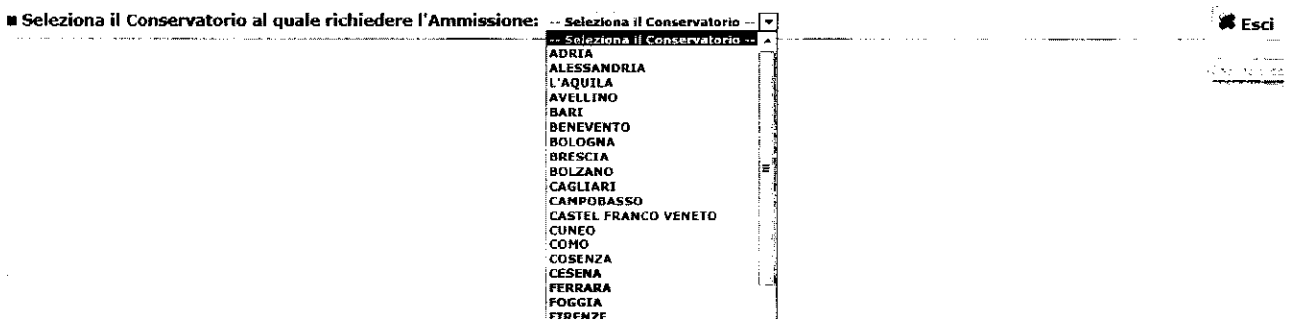 Seleziona il Conservatorio al quale richiedere l'Ammissione: -- Seleziona il Conservatorio --
Esci
-- Seleziona il Conservatorio --
ADRIA
ALESSANDRIA
L'AQUILA
AVELLINO
BARI
BENEVENTO
BOLOGNA
BRESCIA
BOLZANO
CAGLIARI
CAMPOBASSO
CASTEL FRANCO VENETO
CUNEO
COMO
COSENZA
CESENA
FERRARA
FOGGIA
FIRENZE